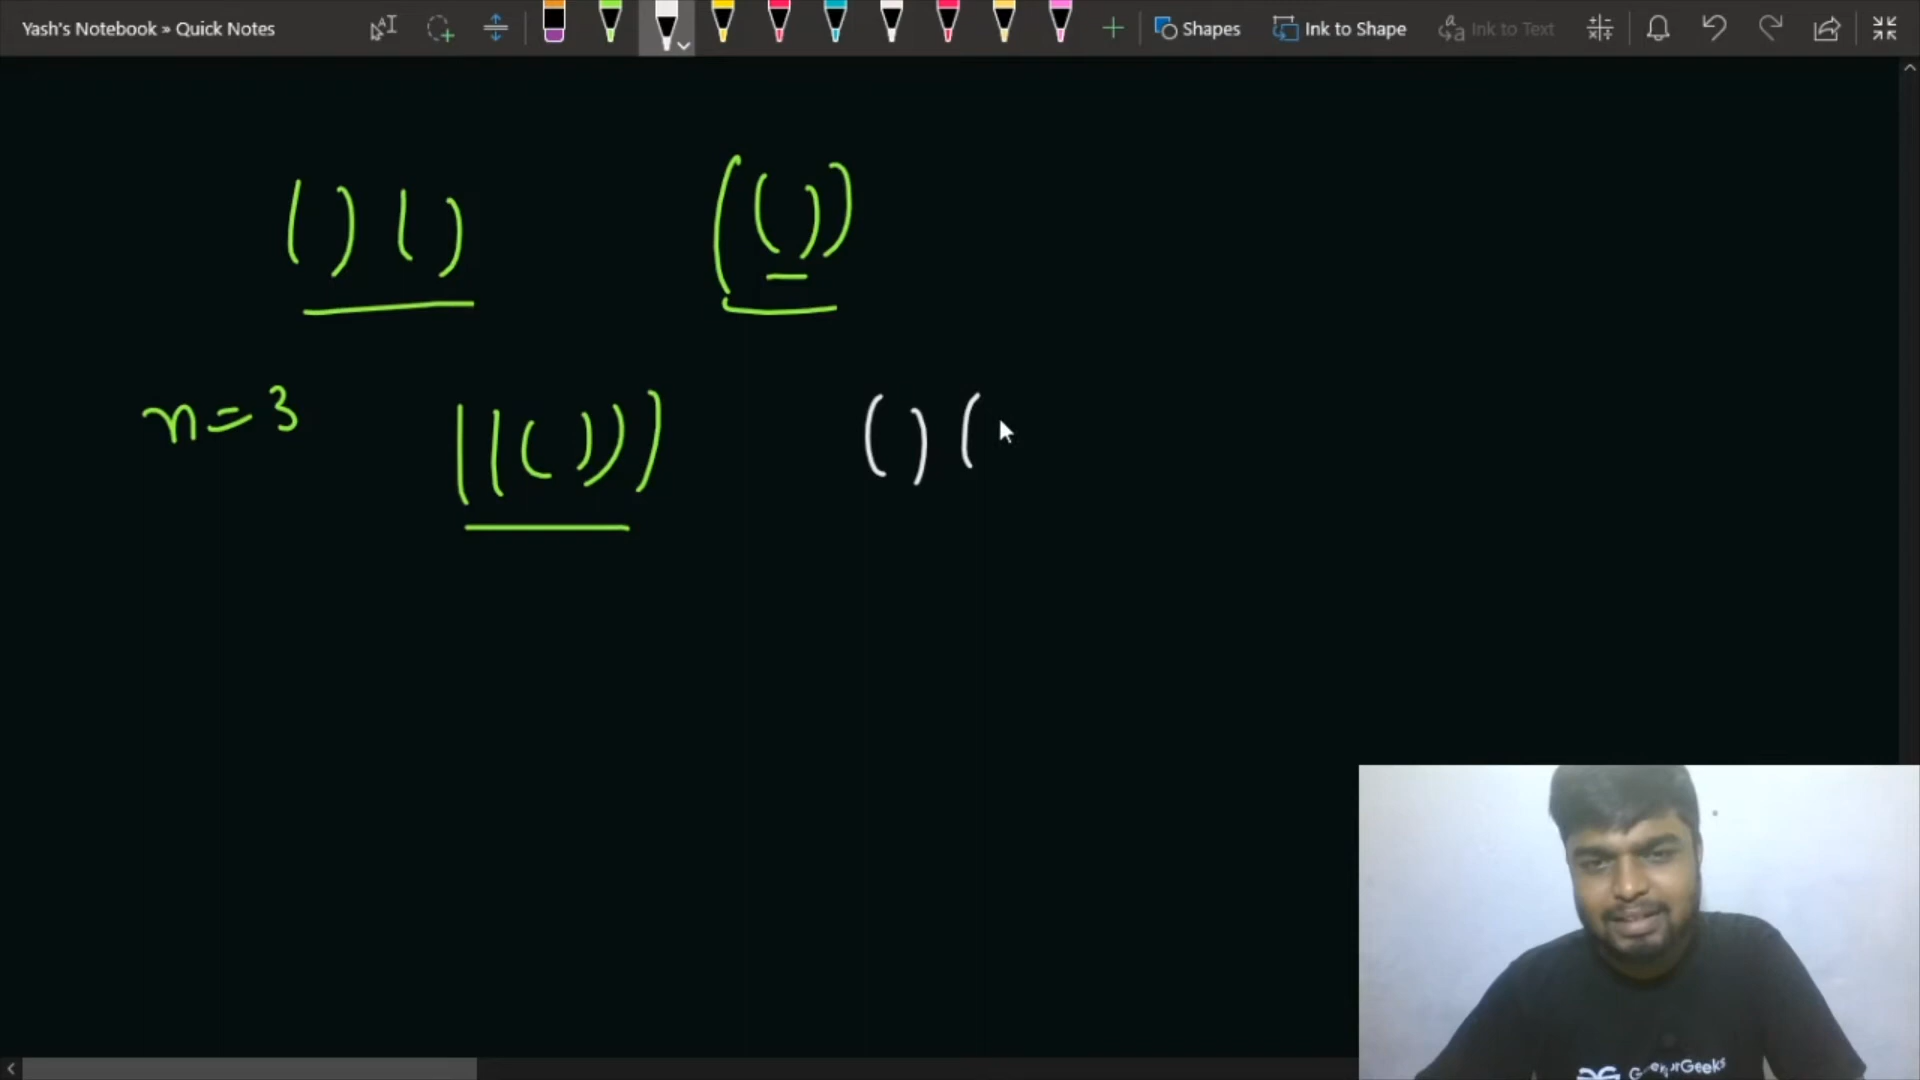 Yash's Notebook » Quick Notes
Shapes
Ink to Shape
Ink to Text
()() (())
n=3 ((())) ()(